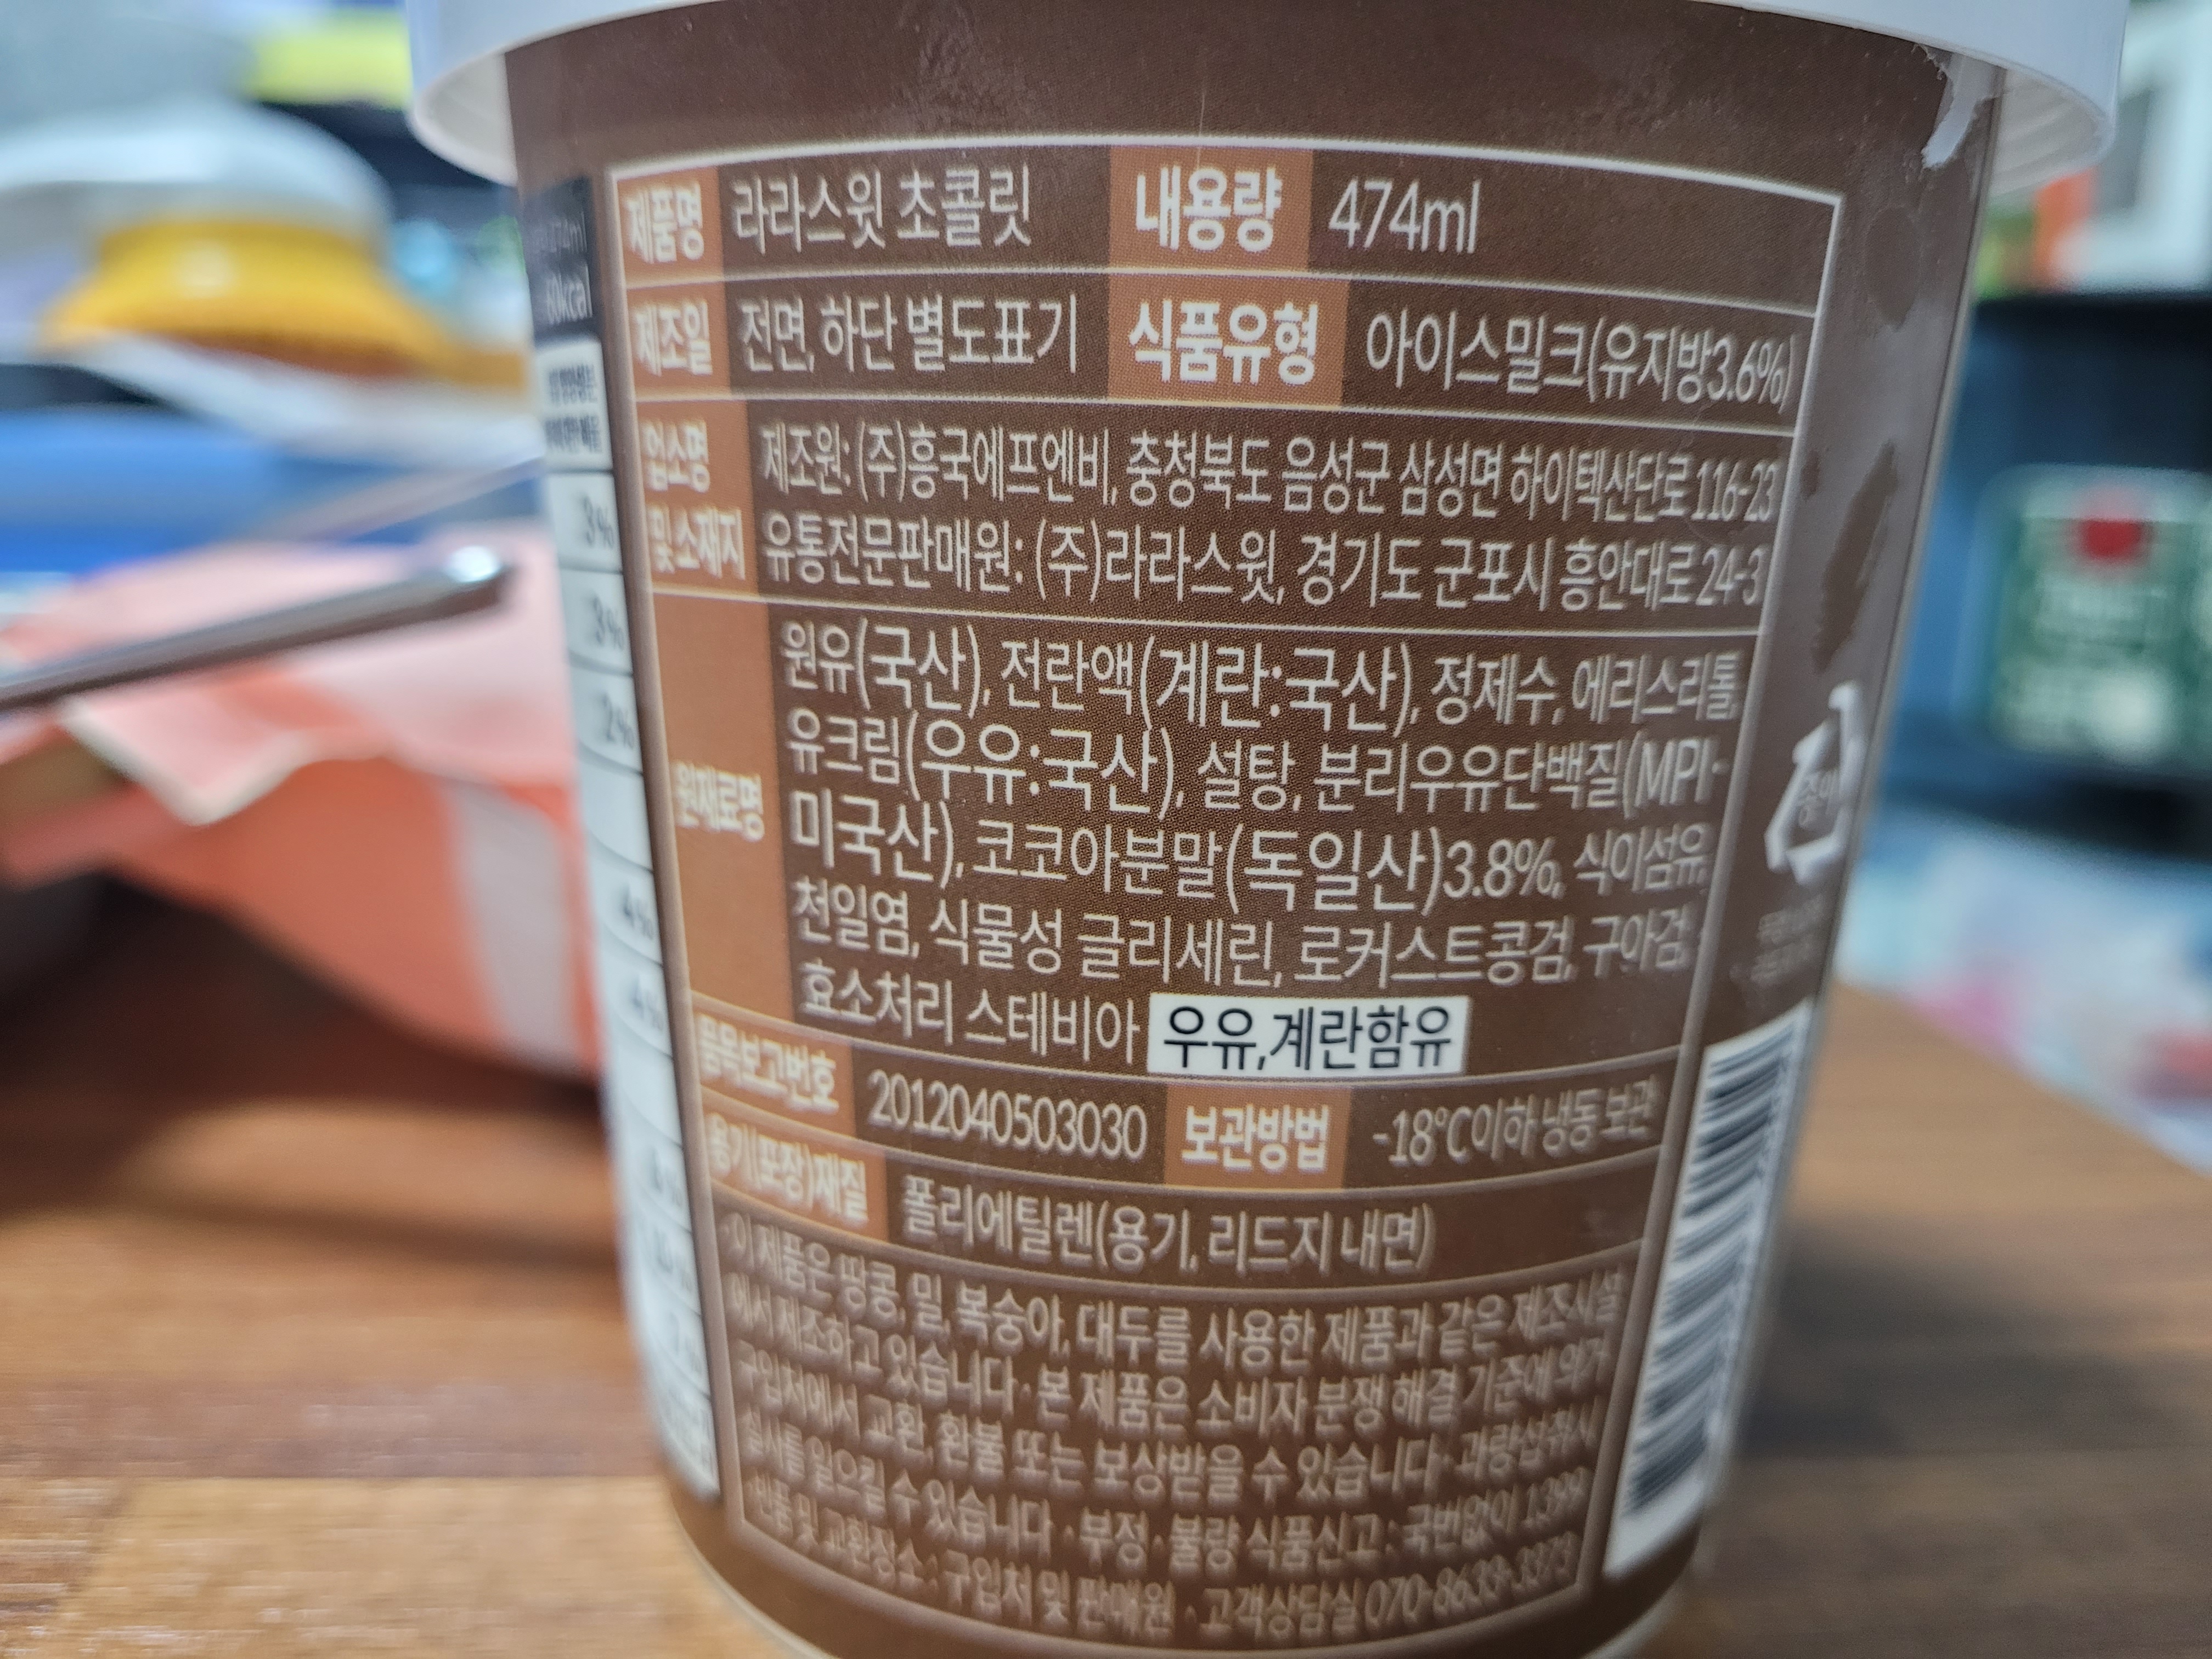 제품명 라라스윗 초콜릿 내용량 474ml
제조일 전면, 하단 별도표기 식품유형 아이스밀크(유지방3.6%)
업소명 및 소재지
제조원: (주)흥국에프엔비, 충청북도 음성군 삼성면 하이텍산단로 116-23
유통전문판매원: (주)라라스윗, 경기도 군포시 흥안대로 24-3
원재료명
원유(국산), 전란액(계란:국산), 정제수, 에리스리톨,
유크림(우유:국산), 설탕, 분리우유단백질(MPI-
미국산), 코코아분말(독일산)3.8%, 식이섬유,
천일염, 식물성 글리세린, 로커스트콩검, 구아검,
효소처리 스테비아 우유,계란함유
품목보고번호 2012040503030 보관방법 -18°C이하 냉동 보관
용기(포장)재질 폴리에틸렌(용기, 리드지 내면)
·이 제품은 땅콩, 밀, 복숭아, 대두를 사용한 제품과 같은 제조시설
에서 제조하고 있습니다 ·본 제품은 소비자 분쟁 해결 기준에 의거
구입처에서 교환, 환불 또는 보상받을 수 있습니다 ·과량섭취시
설사를 일으킬 수 있습니다 ·부정·불량 식품신고 : 국번없이 1399
·반품 및 교환장소 : 구입처 및 판매원 ·고객상담실 070-8633-3373
종이
3%
3%
2%
4%
4%